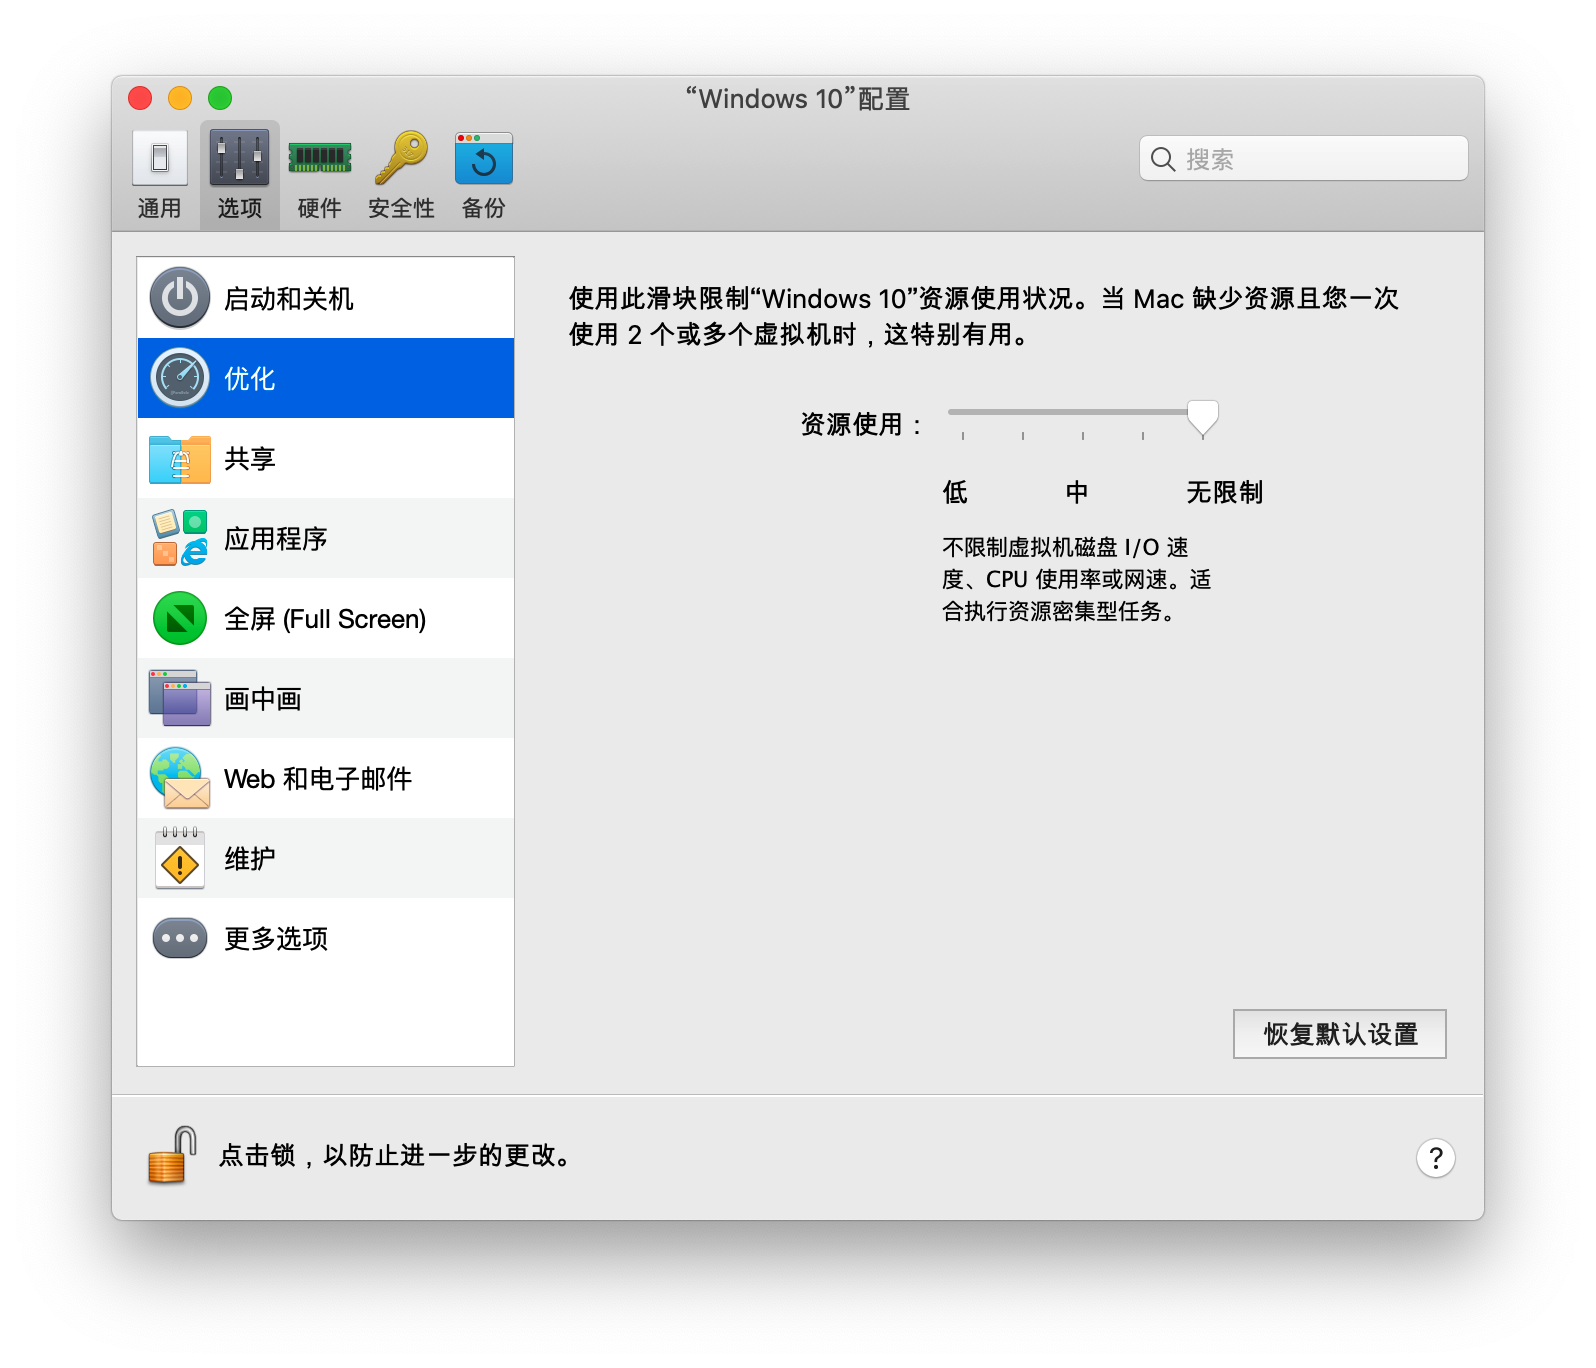 “Windows 10”配置
通用
选项
硬件
安全性
备份
搜索
启动和关机
优化
共享
应用程序
全屏 (Full Screen)
画中画
Web 和电子邮件
维护
更多选项
使用此滑块限制“Windows 10”资源使用状况。当 Mac 缺少资源且您一次
使用 2 个或多个虚拟机时，这特别有用。
资源使用：
低
中
无限制
不限制虚拟机磁盘 I/O 速
度、CPU 使用率或网速。适
合执行资源密集型任务。
恢复默认设置
点击锁，以防止进一步的更改。
?